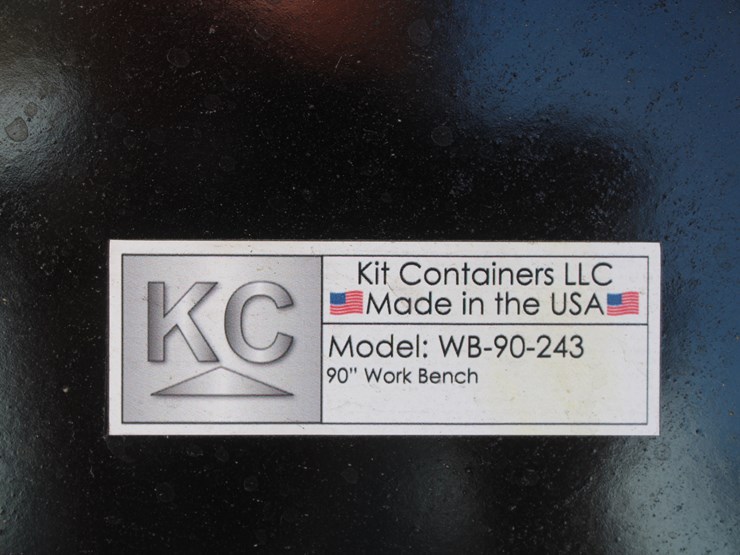 KC
Kit Containers LLC
Made in the USA
Model: WB-90-243
90" Work Bench